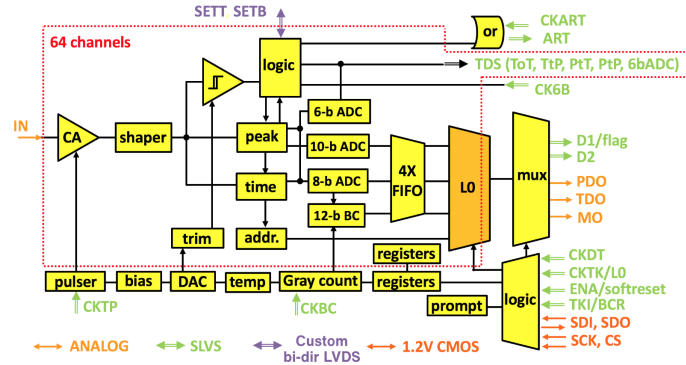 SETT SETB
64 channels
or
CKART
ART
logic
TDS (ToT, TtP, PtT, PtP, 6bADC)
CK6B
6-b ADC
IN
CA
shaper
peak
10-b ADC
4X
FIFO
L0
mux
D1/flag
D2
time
8-b ADC
PDO
TDO
MO
12-b BC
trim
addr.
registers
CKDT
pulser
bias
DAC
temp
Gray count
registers
logic
CKTK/L0
ENA/softreset
CKTP
CKBC
prompt
TKI/BCR
SDI, SDO
SCK, CS
ANALOG
SLVS
Custom
bi-dir LVDS
1.2V CMOS